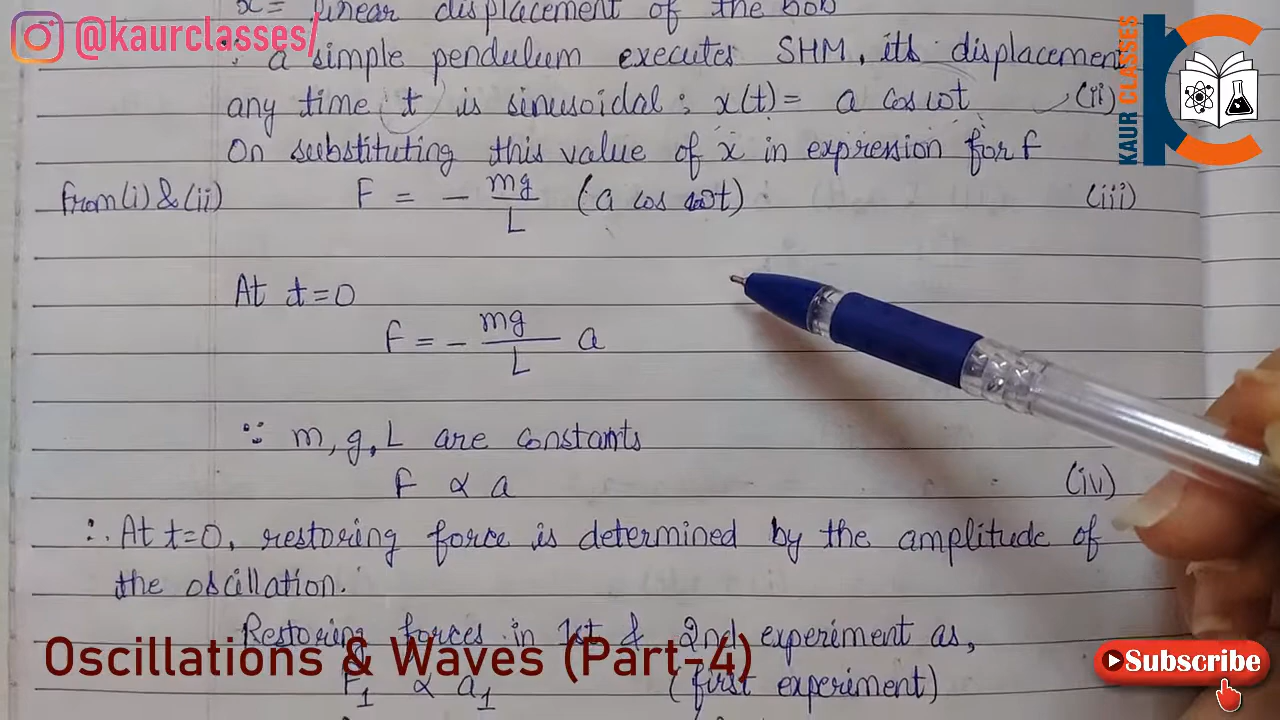 x = linear displacement of the bob
@kaurclasses/
∵ a simple pendulum executes SHM, its displacement
any time t is sinusoidal; x(t) = a cos ωt (ii)
On substituting this value of x in expression for F
from (i) & (ii) F = - mg/L (a cos ωt) (iii)
At t=0
F = - mg/L a
∵ m, g, L are constants
F ∝ a (iv)
∴ At t=0, restoring force is determined by the amplitude of
the oscillation.
Restoring forces in 1st & 2nd experiment as,
F₁ ∝ a₁ (first experiment)
Oscillations & Waves (Part-4)
KAUR CLASSES
Subscribe